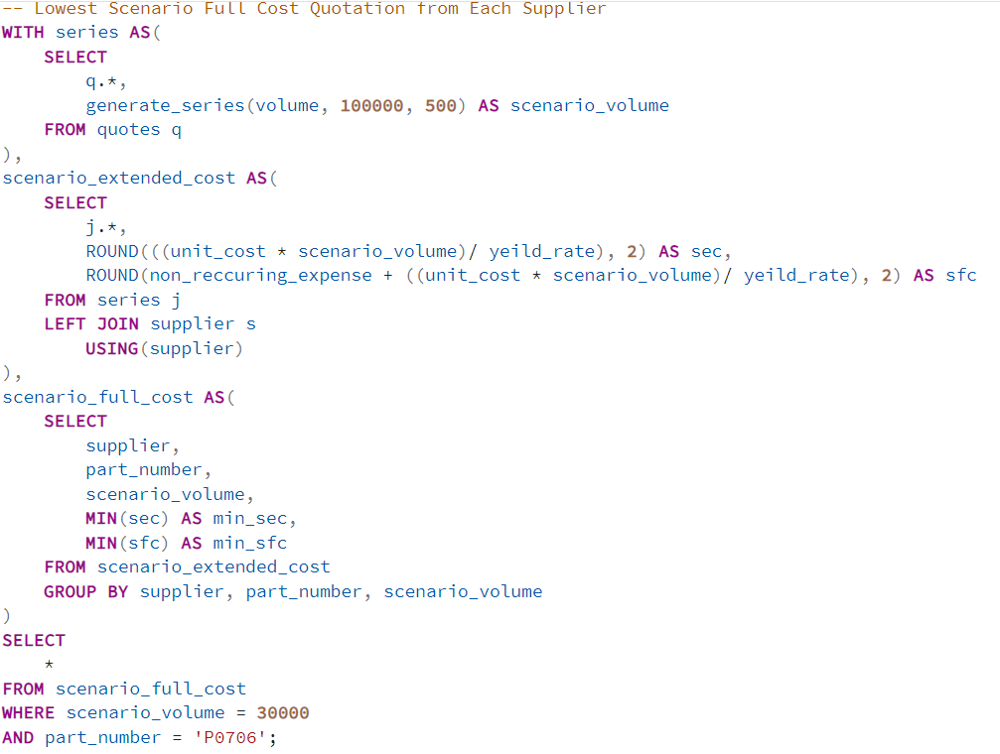 -- Lowest Scenario Full Cost Quotation from Each Supplier
WITH series AS(
    SELECT
        q.*,
        generate_series(volume, 100000, 500) AS scenario_volume
    FROM quotes q
),
scenario_extended_cost AS(
    SELECT
        j.*,
        ROUND(((unit_cost * scenario_volume)/ yeild_rate), 2) AS sec,
        ROUND(non_reccuring_expense + ((unit_cost * scenario_volume)/ yeild_rate), 2) AS sfc
    FROM series j
    LEFT JOIN supplier s
        USING(supplier)
),
scenario_full_cost AS(
    SELECT
        supplier,
        part_number,
        scenario_volume,
        MIN(sec) AS min_sec,
        MIN(sfc) AS min_sfc
    FROM scenario_extended_cost
    GROUP BY supplier, part_number, scenario_volume
)
SELECT
    *
FROM scenario_full_cost
WHERE scenario_volume = 30000
AND part_number = 'P0706';